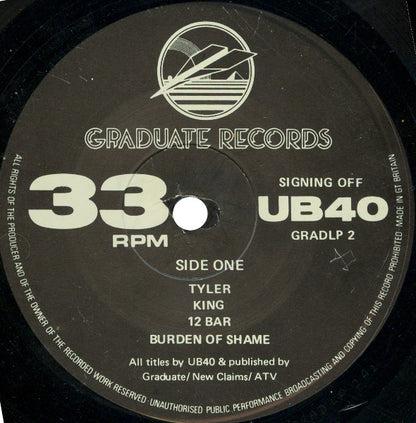 GRADUATE RECORDS
33
RPM
SIGNING OFF
UB40
GRADLP 2
SIDE ONE
TYLER
KING
12 BAR
BURDEN OF SHAME
All titles by UB40 & published by
Graduate/ New Claims/ ATV
ALL RIGHTS OF THE PRODUCER AND OF THE OWNER OF THE RECORDED WORK RESERVED. UNAUTHORISED PUBLIC PERFORMANCE BROADCASTING AND COPYING OF THIS RECORD PROHIBITED. MADE IN GT BRITAIN